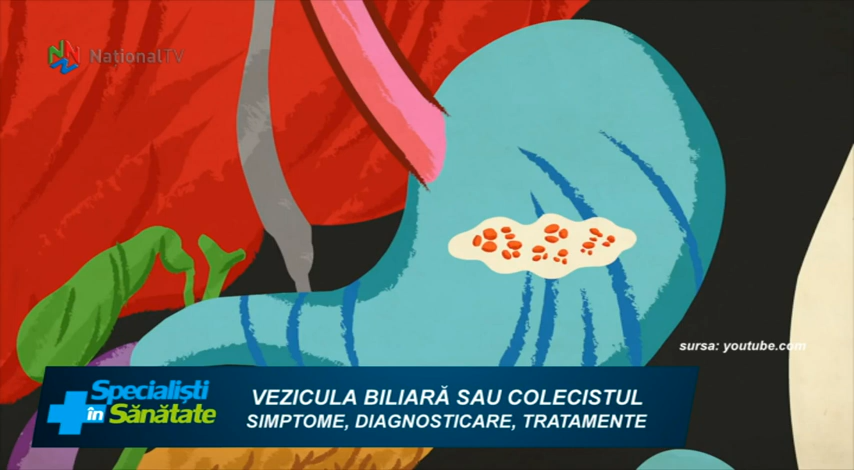 NationalTV
sursa: youtube.com
Specialiști
în
Sănătate
VEZICULA BILIARĂ SAU COLECISTUL
SIMPTOME, DIAGNOSTICARE, TRATAMENTE